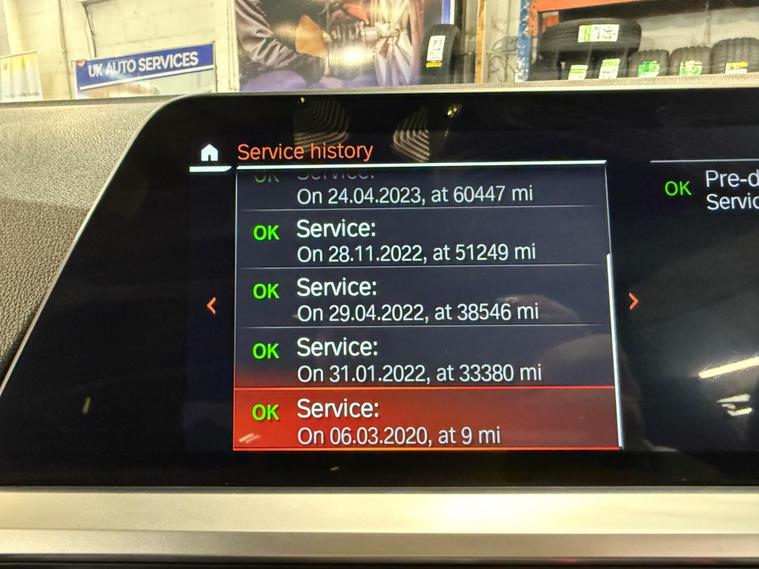 UK AUTO SERVICES
Service history
OK Service:
On 24.04.2023, at 60447 mi
OK Service:
On 28.11.2022, at 51249 mi
OK Service:
On 29.04.2022, at 38546 mi
OK Service:
On 31.01.2022, at 33380 mi
OK Service:
On 06.03.2020, at 9 mi
OK Pre-d
Servic